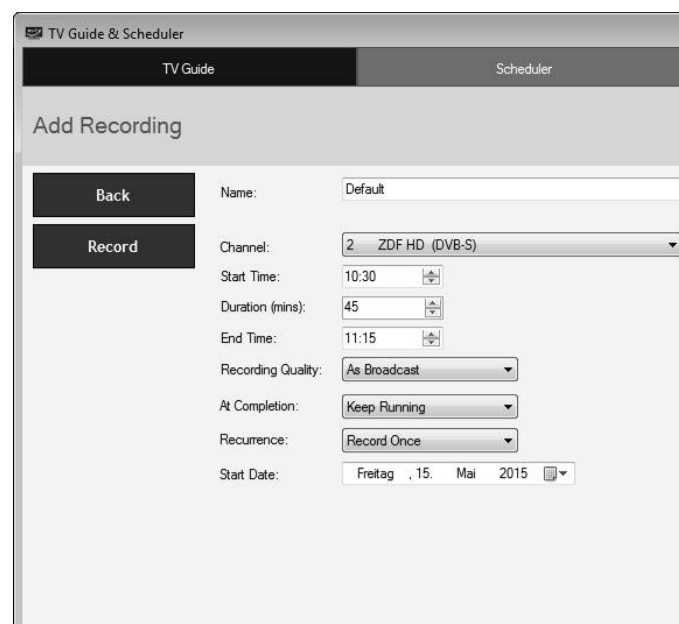 TV Guide & Scheduler
TV Guide Scheduler
Add Recording
Back
Record
Name: Default
Channel: 2 ZDF HD (DVB-S)
Start Time: 10:30
Duration (mins): 45
End Time: 11:15
Recording Quality: As Broadcast
At Completion: Keep Running
Recurrence: Record Once
Start Date: Freitag , 15. Mai 2015